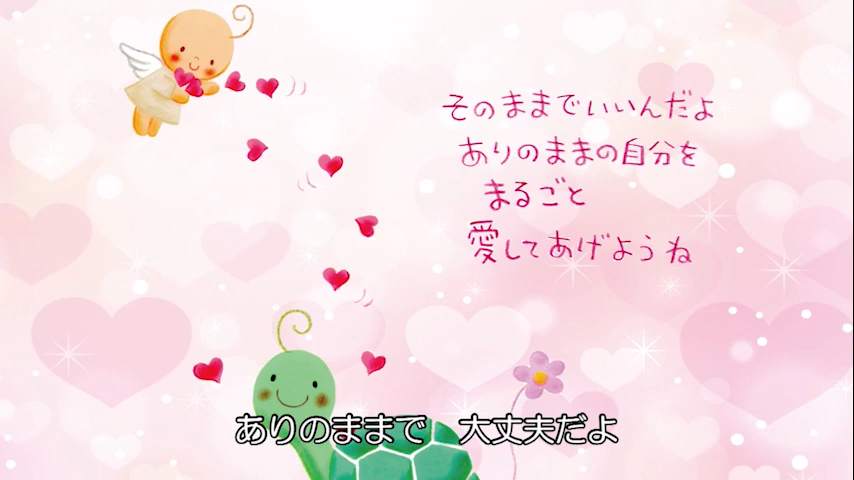 そのままでいいんだよ
ありのままの自分を
まるごと
愛してあげようね
ありのままで　大丈夫だよ